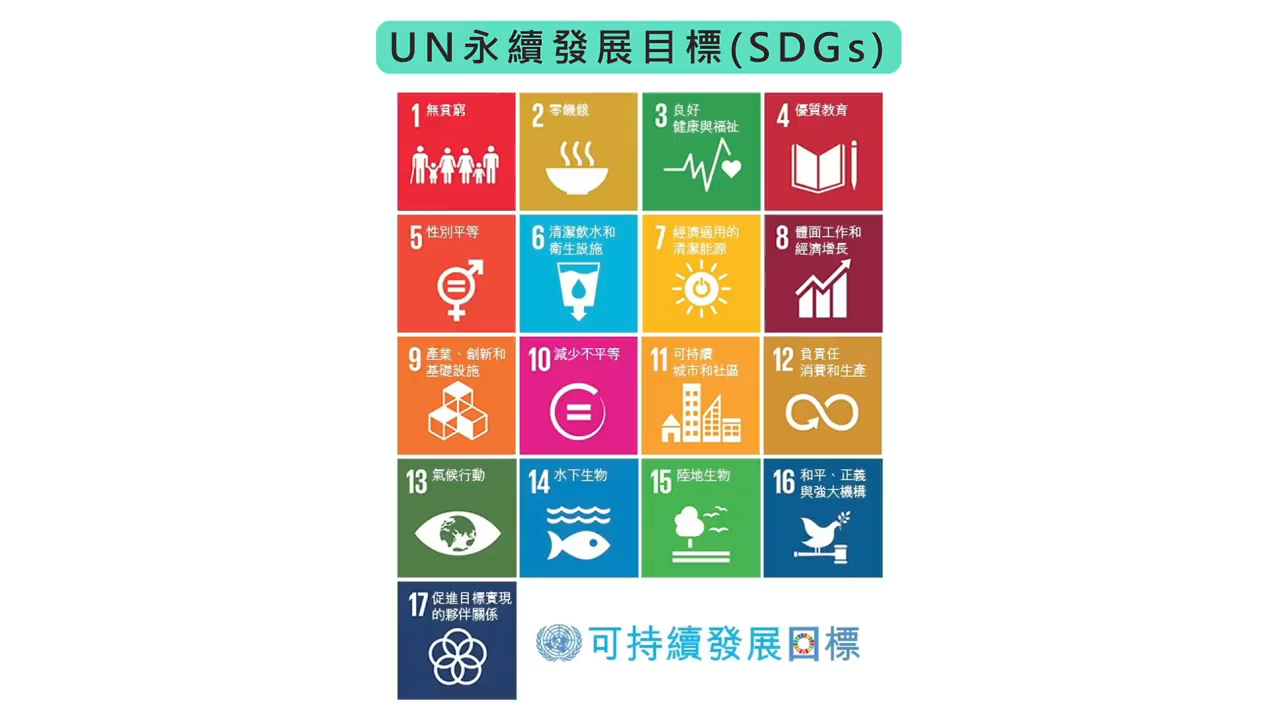 UN永續發展目標(SDGs)
1 無貧窮
2 零饑餓
3 良好
健康與福祉
4 優質教育
5 性別平等
6 清潔飲水和
衛生設施
7 經濟適用的
清潔能源
8 體面工作和
經濟增長
9 產業、創新和
基礎設施
10 減少不平等
11 可持續
城市和社區
12 負責任
消費和生產
13 氣候行動
14 水下生物
15 陸地生物
16 和平、正義
與強大機構
17 促進目標實現
的夥伴關係
可持續發展目標